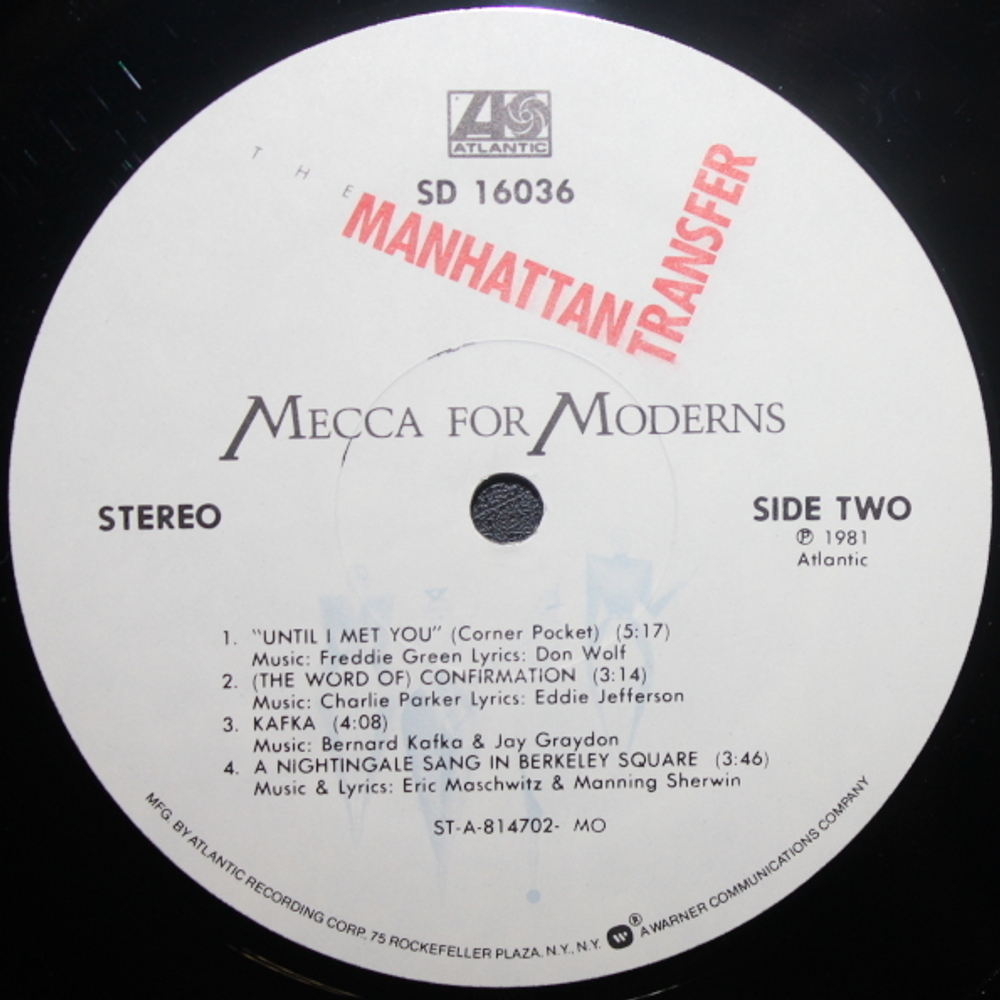 ATLANTIC
SD 16036
THE
MANHATTAN
TRANSFER
MECCA FOR MODERNS
STEREO
SIDE TWO
℗ 1981
Atlantic
1. "UNTIL I MET YOU" (Corner Pocket) (5:17)
Music: Freddie Green Lyrics: Don Wolf
2. (THE WORD OF) CONFIRMATION (3:14)
Music: Charlie Parker Lyrics: Eddie Jefferson
3. KAFKA (4:08)
Music: Bernard Kafka & Jay Graydon
4. A NIGHTINGALE SANG IN BERKELEY SQUARE (3:46)
Music & Lyrics: Eric Maschwitz & Manning Sherwin
ST-A-814702- MO
MFG. BY ATLANTIC RECORDING CORP. 75 ROCKEFELLER PLAZA, N.Y., N.Y. ® A WARNER COMMUNICATIONS COMPANY